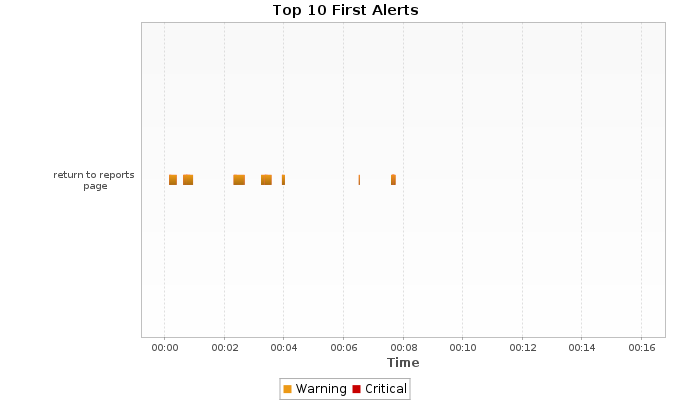 Top 10 First Alerts
return to reports
page
00:00 00:02 00:04 00:06 00:08 00:10 00:12 00:14 00:16
Time
Warning Critical